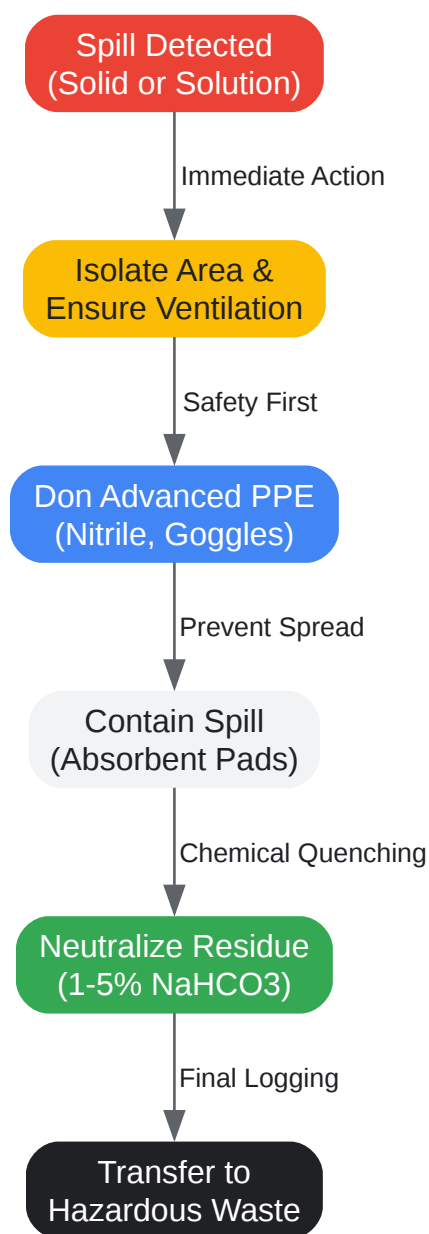 Spill Detected
(Solid or Solution)
Immediate Action
Isolate Area &
Ensure Ventilation
Safety First
Don Advanced PPE
(Nitrile, Goggles)
Prevent Spread
Contain Spill
(Absorbent Pads)
Chemical Quenching
Neutralize Residue
(1-5% NaHCO3)
Final Logging
Transfer to
Hazardous Waste